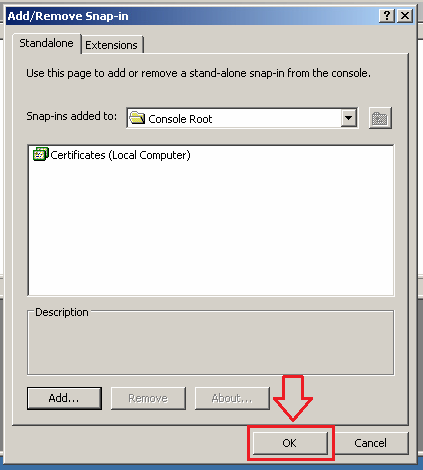 Add/Remove Snap-in
Standalone
Extensions
Use this page to add or remove a stand-alone snap-in from the console.
Snap-ins added to:
Console Root
Certificates (Local Computer)
Description
Add...
Remove
About...
OK
Cancel